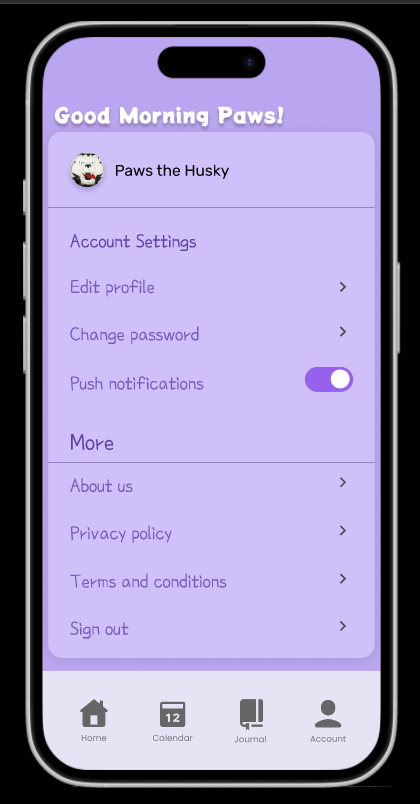 Good Morning Paws!
Paws the Husky
Account Settings
Edit profile
Change password
Push notifications
More
About us
Privacy policy
Terms and conditions
Sign out
12
Home
Calendar
Journal
Account